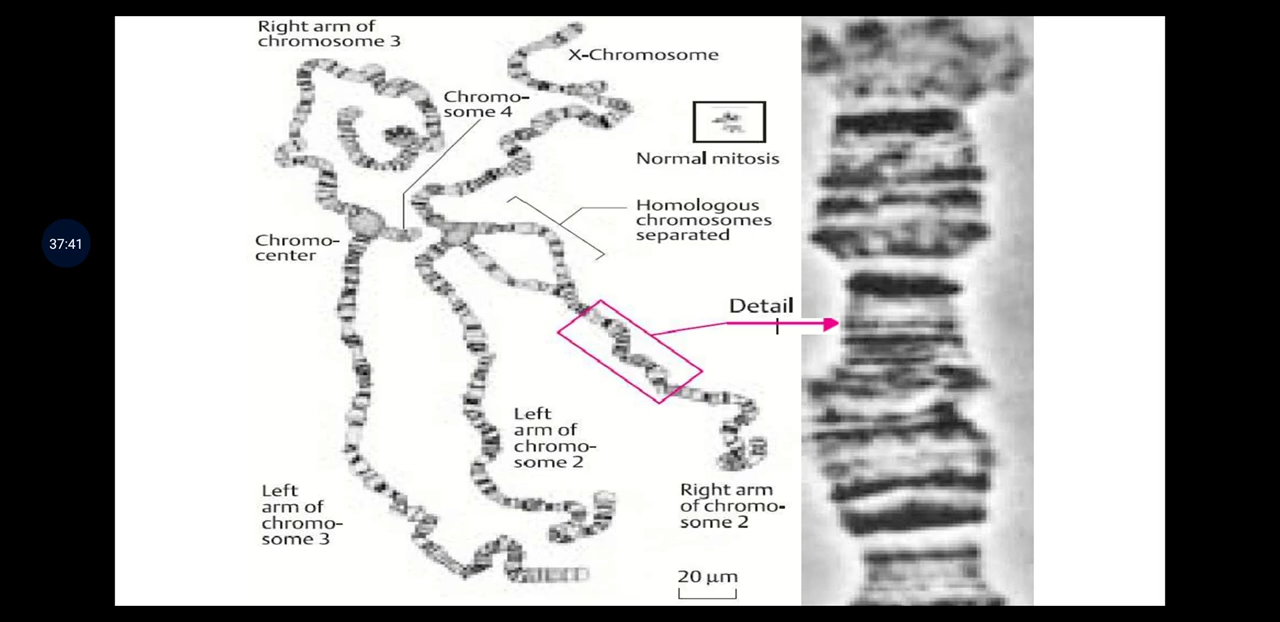 Right arm of
chromosome 3
X-Chromosome
Chromo-
some 4
Normal mitosis
Homologous
chromosomes
separated
Chromo-
center
37:41
Detail
Left
arm of
chromo-
some 2
Left
arm of
chromo-
some 3
Right arm
of chromo-
some 2
20 µm